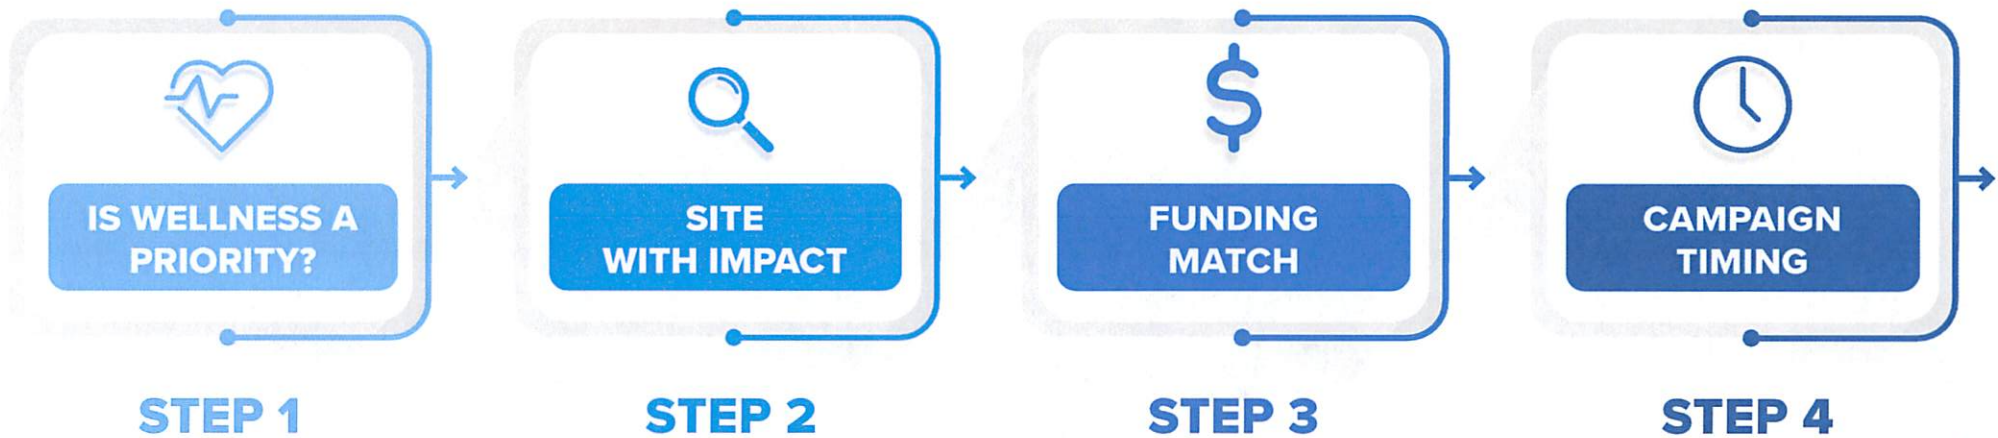 IS WELLNESS A
PRIORITY?
STEP 1
SITE
WITH IMPACT
STEP 2
FUNDING
MATCH
STEP 3
CAMPAIGN
TIMING
STEP 4